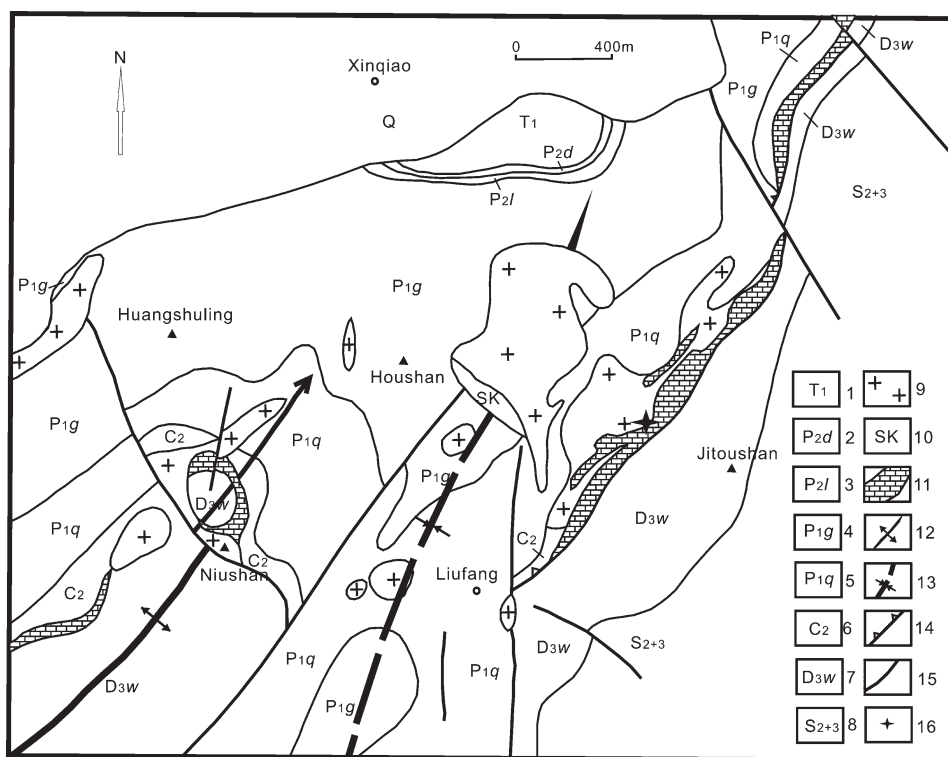 P1q
D3w
0 400m
N
Xinqiao
P1g
T1
Q
D3w
P2d
P2l
S2+3
P1g
P1g
Huangshuling
P1q
Houshan
SK
P1g
C2
P1q
Jitoushan
P1g
D3w
P1q
D3w
C2
C2
Niushan
C2
Liufang
D3w
S2+3
P1q
P1q
D3w
P1g
T1 1 9
P2d 2 SK 10
P2l 3 11
P1g 4 12
P1q 5 13
C2 6 14
D3w 7 15
S2+3 8 16